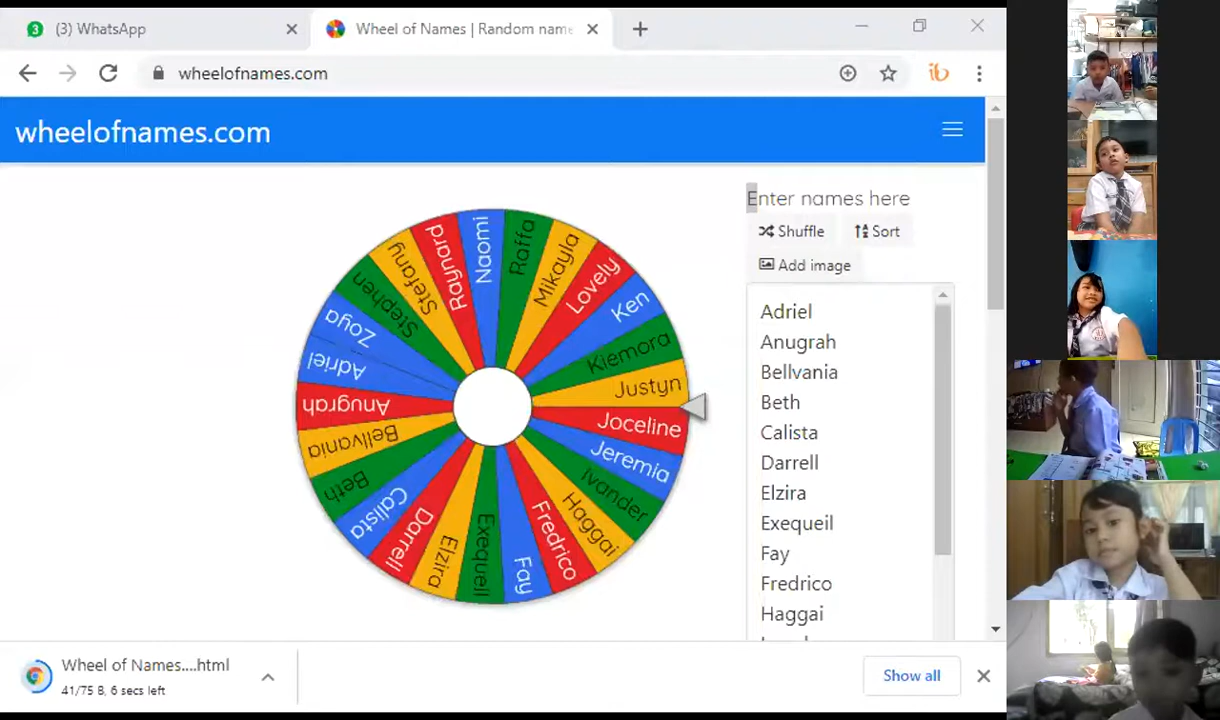 (3) WhatsApp
Wheel of Names | Random name
wheelofnames.com
wheelofnames.com
Enter names here
Shuffle
Sort
Add image
Adriel
Anugrah
Bellvania
Beth
Calista
Darrell
Elzira
Exequeil
Fay
Fredrico
Haggai
Naomi
Raffa
Mikayla
Lovely
Ken
Kiemora
Justyn
Joceline
Jeremia
Ivander
Haggai
Fredrico
Fay
Exequeil
Elzira
Darrell
Calista
Beth
Bellvania
Anugrah
Adriel
Zoya
Stephen
Stefany
Raynard
Wheel of Names....html
41/75 B, 6 secs left
Show all